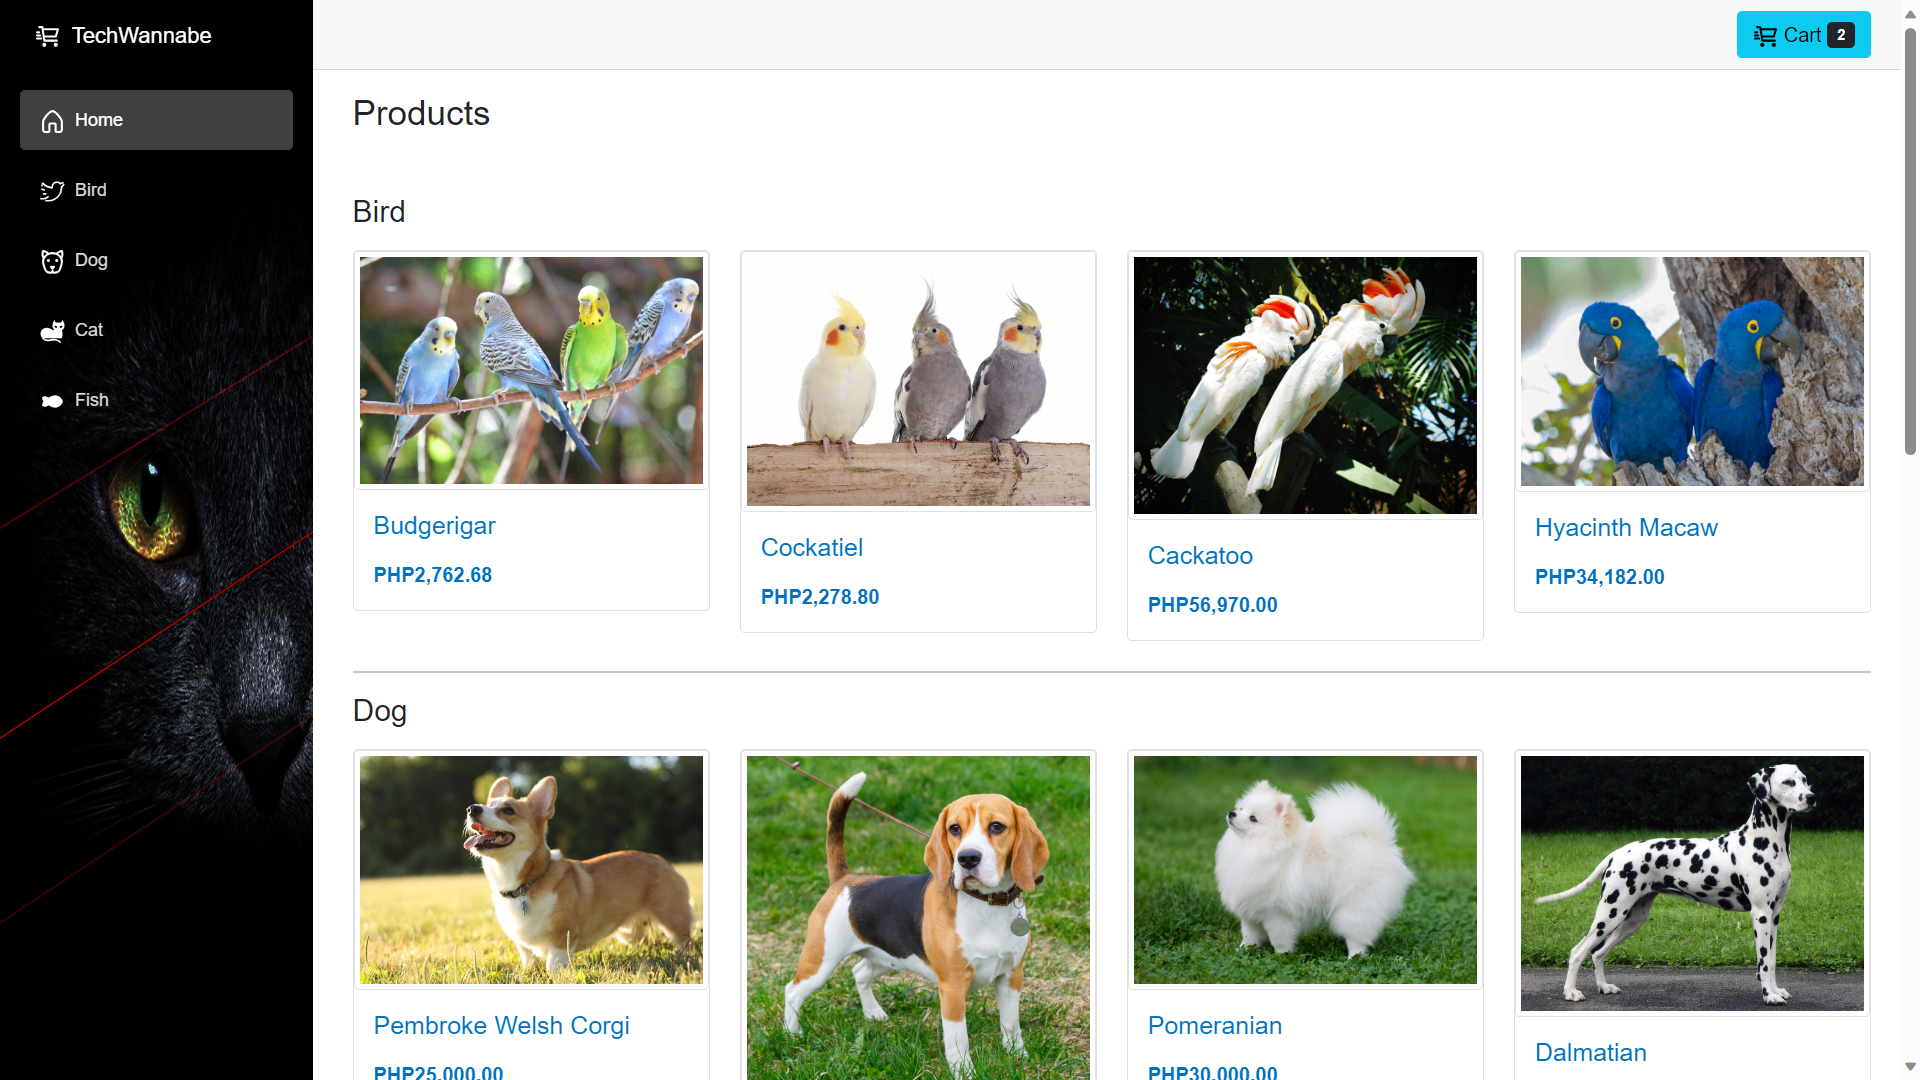 TechWannabe
Cart 2
Home
Bird
Dog
Cat
Fish
Products
Bird
Budgerigar
PHP2,762.68
Cockatiel
PHP2,278.80
Cackatoo
PHP56,970.00
Hyacinth Macaw
PHP34,182.00
Dog
Pembroke Welsh Corgi
PHP25,000.00
Pomeranian
PHP30,000.00
Dalmatian